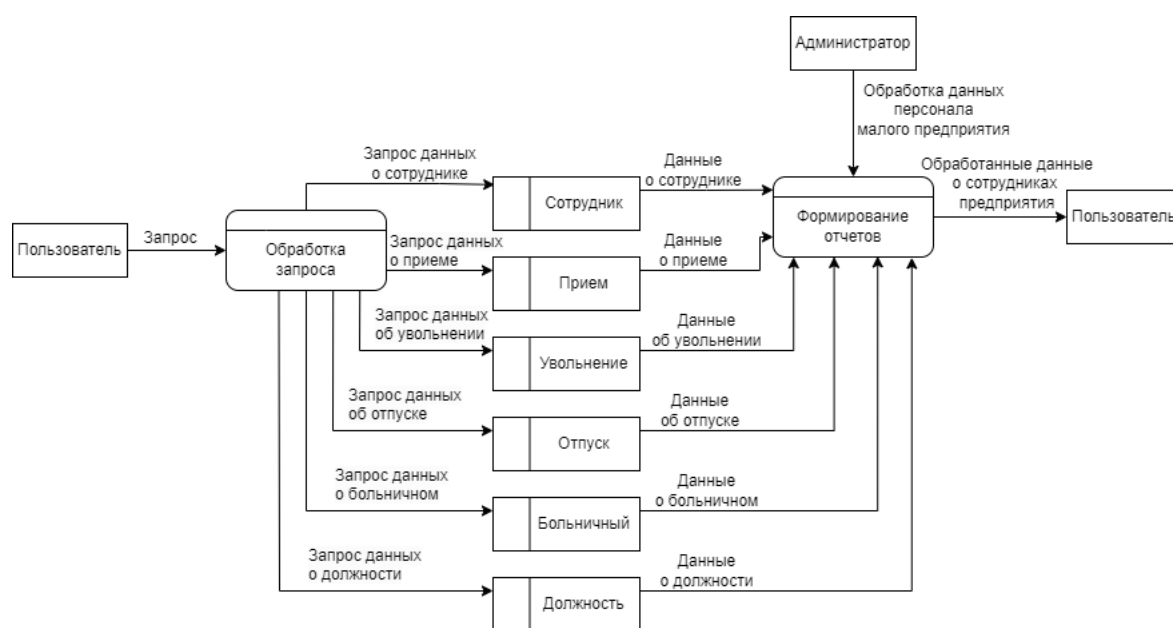 Администратор
Обработка данных
персонала
малого предприятия
Запрос данных
о сотруднике
Данные
о сотруднике
Обработанные данные
о сотрудниках
предприятия
Сотрудник
Формирование
отчетов
Пользователь
Пользователь
Запрос
Обработка
запроса
Запрос данных
о приеме
Данные
о приеме
Прием
Запрос данных
об увольнении
Данные
об увольнении
Увольнение
Запрос данных
об отпуске
Данные
об отпуске
Отпуск
Запрос данных
о больничном
Данные
о больничном
Больничный
Запрос данных
о должности
Данные
о должности
Должность